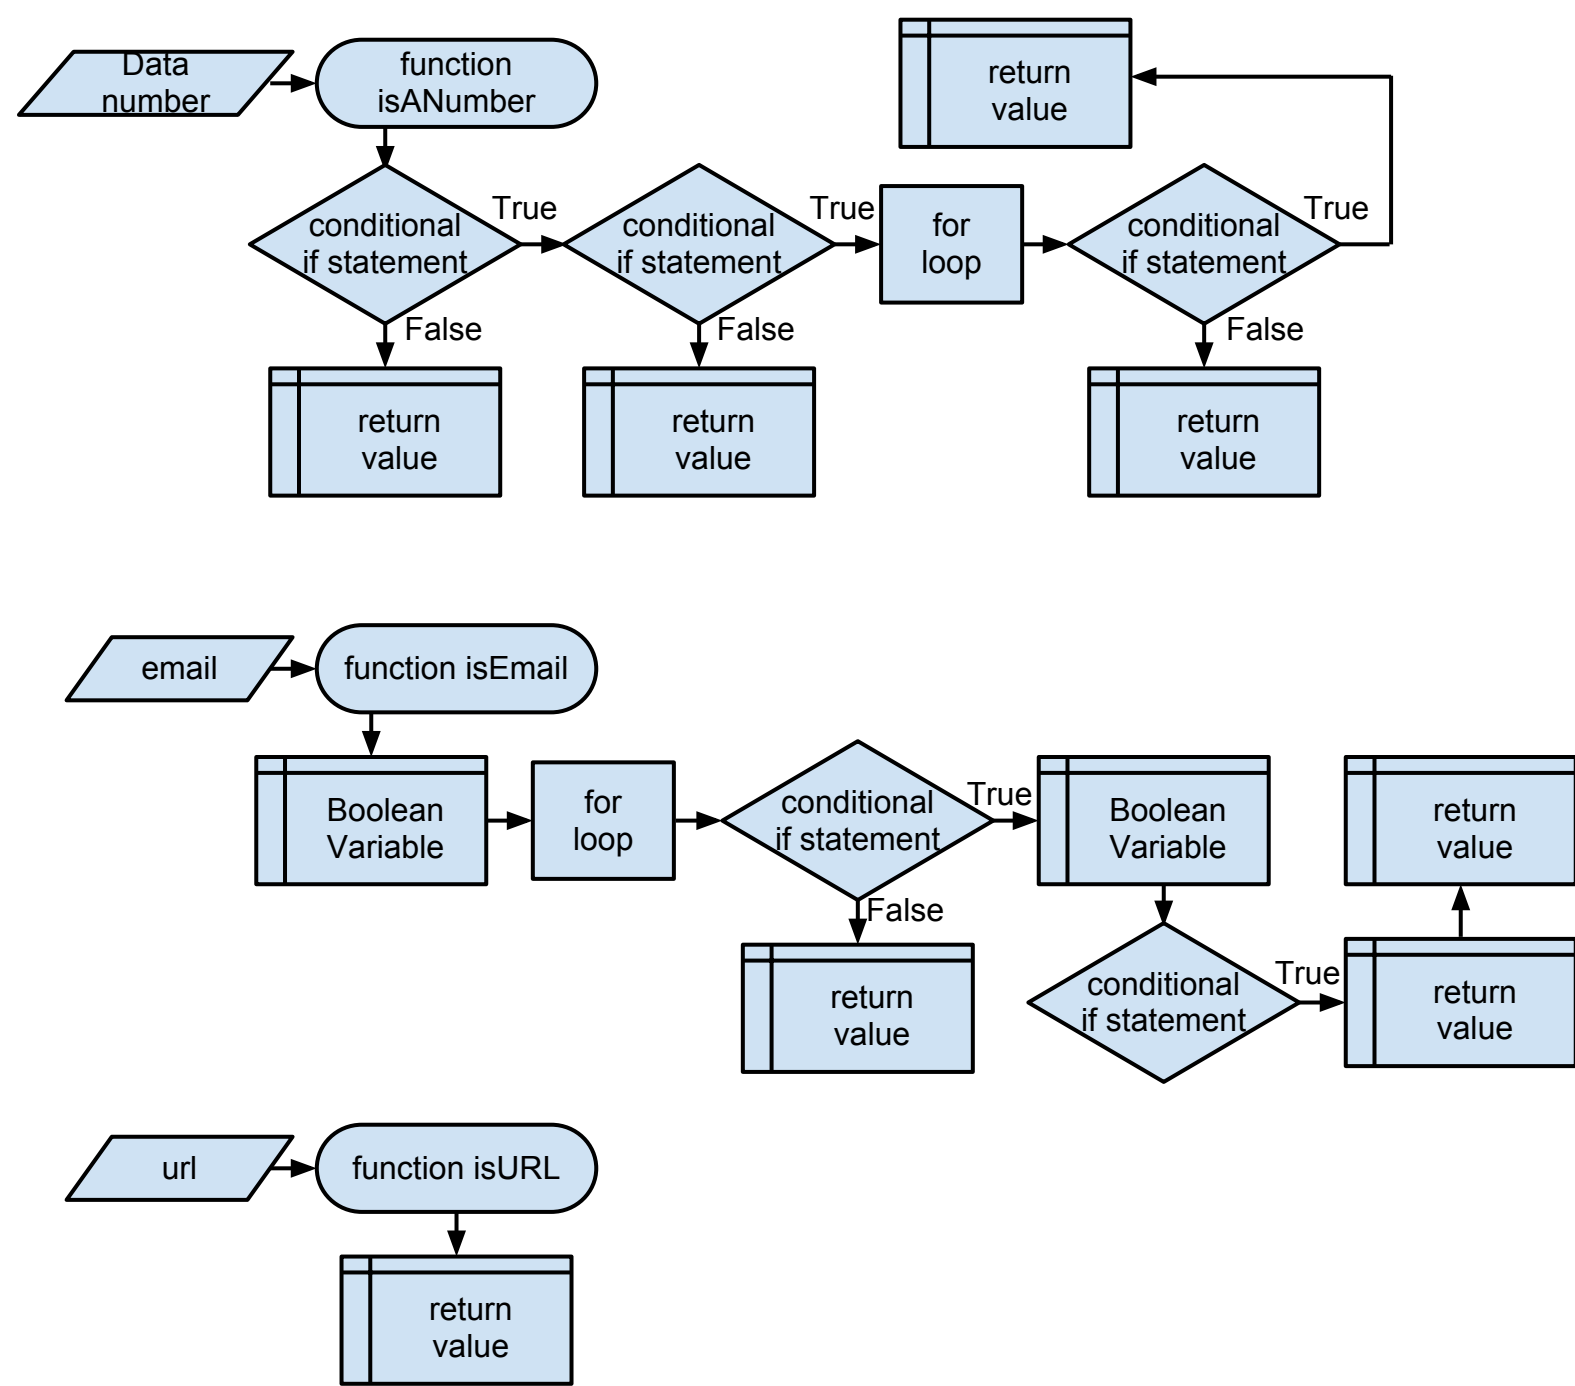 Data
number
function
isANumber
return
value
conditional
if statement
True
False
conditional
if statement
True
False
for
loop
conditional
if statement
True
False
return
value
return
value
return
value
email
function isEmail
Boolean
Variable
for
loop
conditional
if statement
True
False
Boolean
Variable
return
value
return
value
conditional
if statement
True
return
value
url
function isURL
return
value